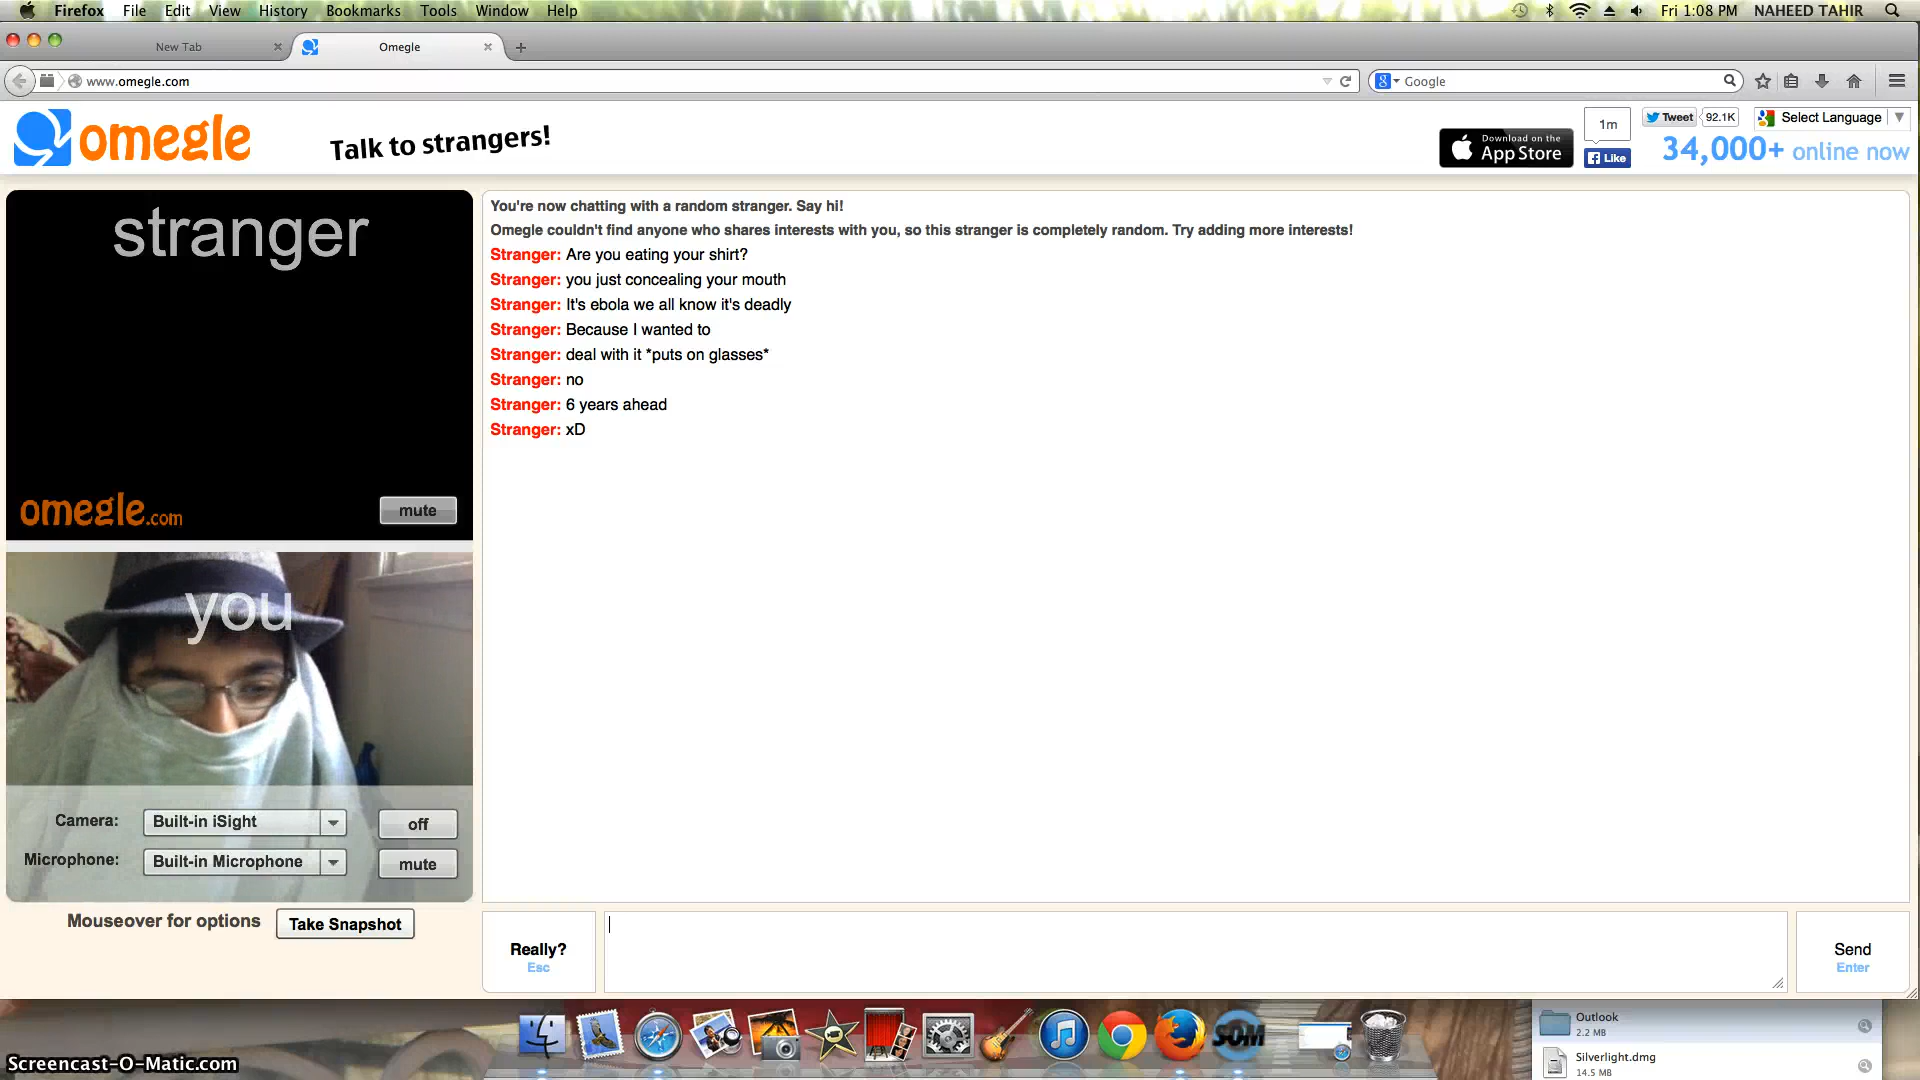 Firefox File Edit View History Bookmarks Tools Window Help Fri 1:08 PM NAHEED TAHIR
New Tab Omegle
www.omegle.com Google
omegle Talk to strangers! Download on the App Store 1m Like Tweet 92.1K Select Language
34,000+ online now
stranger
omegle.com mute
You're now chatting with a random stranger. Say hi!
Omegle couldn't find anyone who shares interests with you, so this stranger is completely random. Try adding more interests!
Stranger: Are you eating your shirt?
Stranger: you just concealing your mouth
Stranger: It's ebola we all know it's deadly
Stranger: Because I wanted to
Stranger: deal with it *puts on glasses*
Stranger: no
Stranger: 6 years ahead
Stranger: xD
you
Camera: Built-in iSight off
Microphone: Built-in Microphone mute
Mouseover for options Take Snapshot
Really?
Esc
Send
Enter
SOM
Outlook
2.2 MB
Silverlight.dmg
14.5 MB
Screencast-O-Matic.com